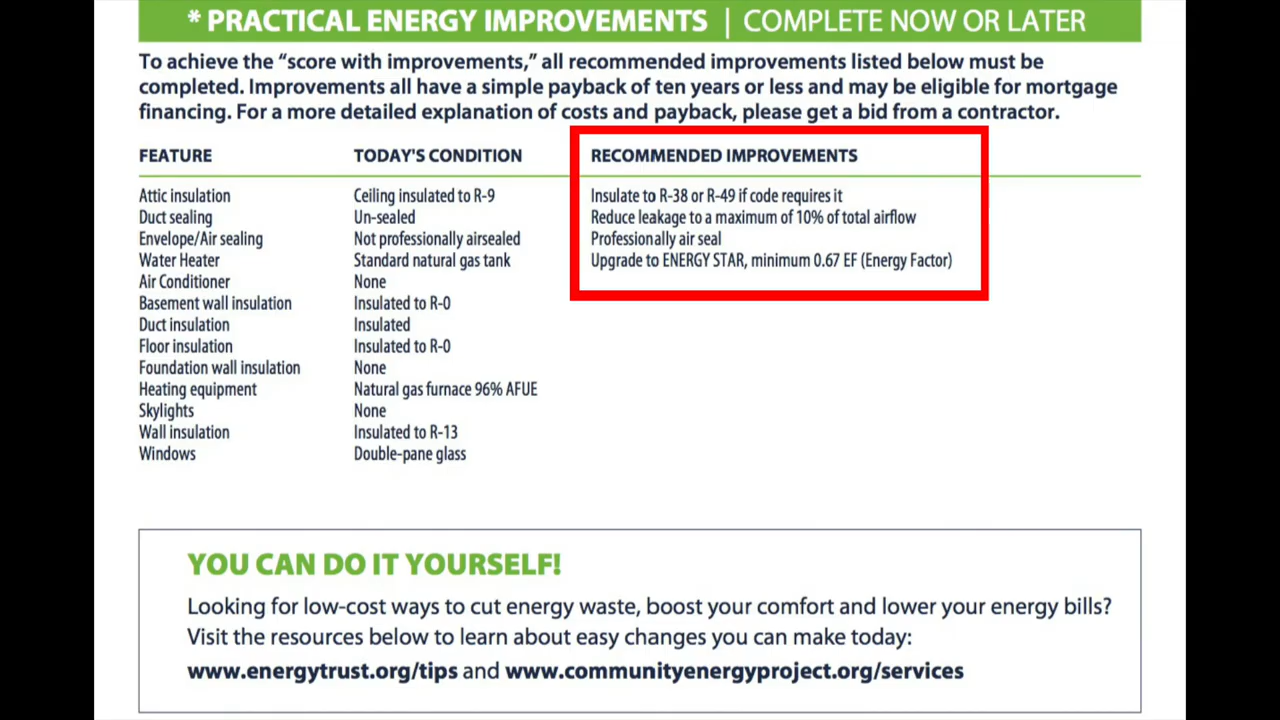 * PRACTICAL ENERGY IMPROVEMENTS | COMPLETE NOW OR LATER
To achieve the “score with improvements,” all recommended improvements listed below must be
completed. Improvements all have a simple payback of ten years or less and may be eligible for mortgage
financing. For a more detailed explanation of costs and payback, please get a bid from a contractor.
FEATURE TODAY'S CONDITION RECOMMENDED IMPROVEMENTS
Attic insulation Ceiling insulated to R-9 Insulate to R-38 or R-49 if code requires it
Duct sealing Un-sealed Reduce leakage to a maximum of 10% of total airflow
Envelope/Air sealing Not professionally airsealed Professionally air seal
Water Heater Standard natural gas tank Upgrade to ENERGY STAR, minimum 0.67 EF (Energy Factor)
Air Conditioner None
Basement wall insulation Insulated to R-0
Duct insulation Insulated
Floor insulation Insulated to R-0
Foundation wall insulation None
Heating equipment Natural gas furnace 96% AFUE
Skylights None
Wall insulation Insulated to R-13
Windows Double-pane glass
YOU CAN DO IT YOURSELF!
Looking for low-cost ways to cut energy waste, boost your comfort and lower your energy bills?
Visit the resources below to learn about easy changes you can make today:
www.energytrust.org/tips and www.communityenergyproject.org/services